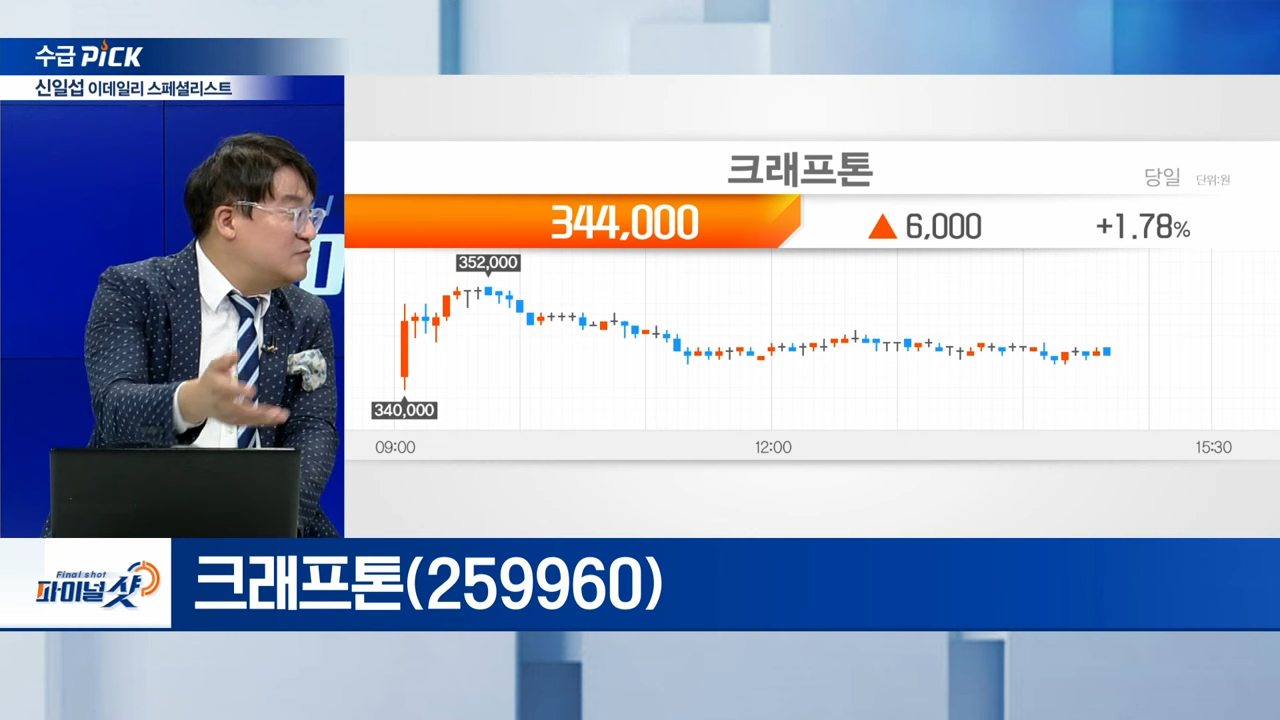 수급 PiCK
신일섭 이데일리 스페셜리스트
크래프톤
당일 단위:원
344,000 ▲ 6,000 +1.78%
352,000
340,000
09:00 12:00 15:30
Final shot
파이널샷
크래프톤(259960)